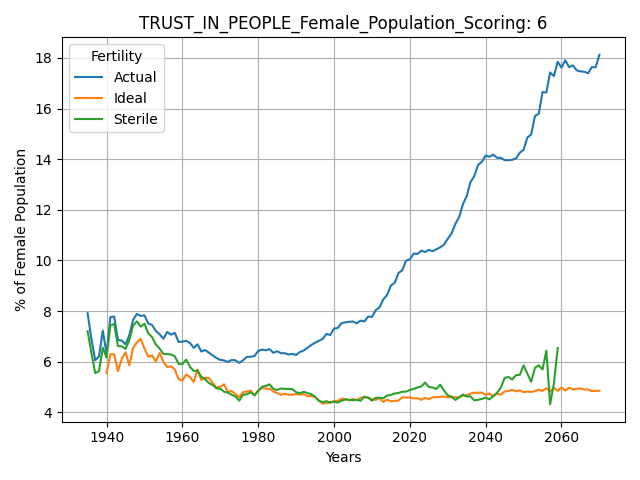 TRUST_IN_PEOPLE_Female_Population_Scoring: 6
Fertility
Actual
Ideal
Sterile
% of Female Population
18
16
14
12
10
8
6
4
1940 1960 1980 2000 2020 2040 2060
Years